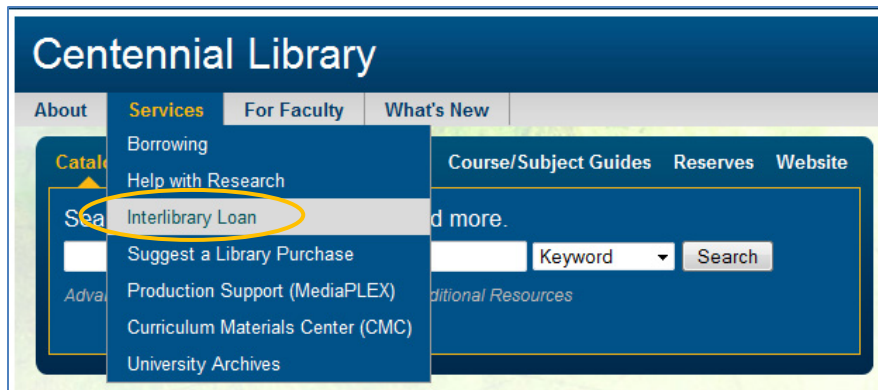 Centennial Library
About Services For Faculty What's New
Borrowing
Help with Research
Interlibrary Loan
Suggest a Library Purchase
Production Support (MediaPLEX)
Curriculum Materials Center (CMC)
University Archives
Course/Subject Guides Reserves Website
d more.
Keyword Search
Resources